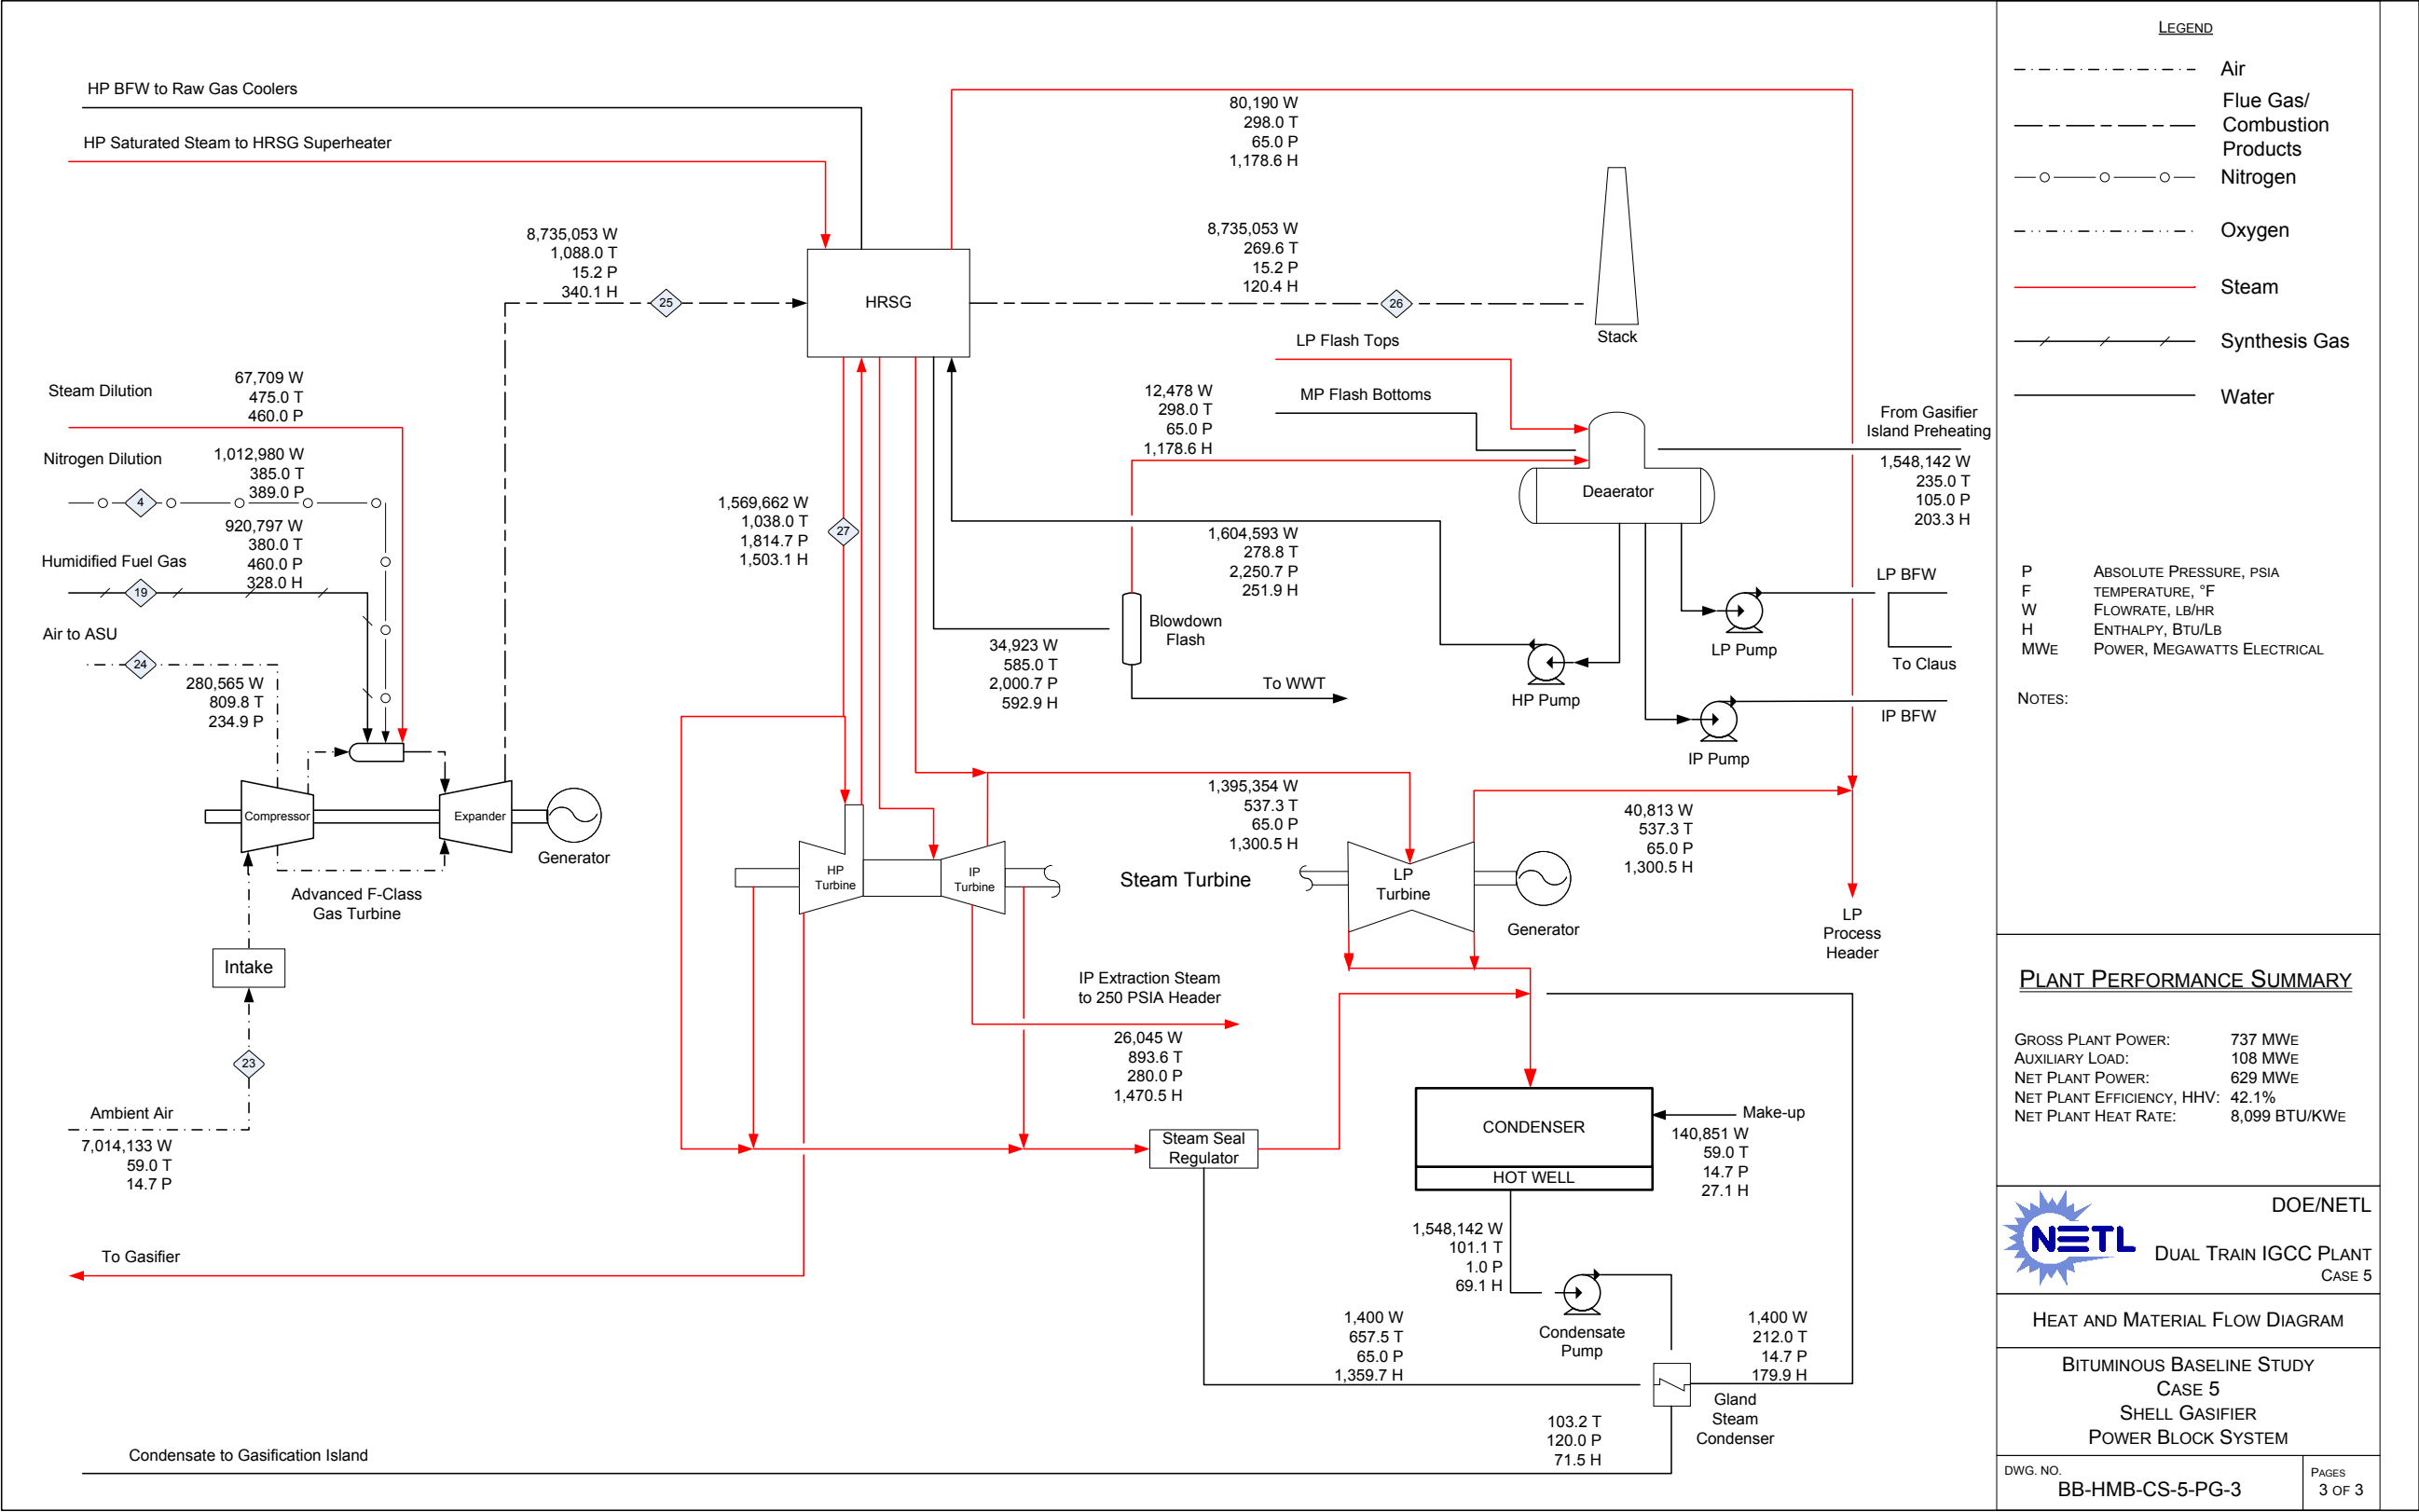 HP BFW to Raw Gas Coolers
HP Saturated Steam to HRSG Superheater
80,190 W
298.0 T
65.0 P
1,178.6 H
8,735,053 W
1,088.0 T
15.2 P
340.1 H
25
HRSG
8,735,053 W
269.6 T
15.2 P
120.4 H
26
Stack
Steam Dilution
67,709 W
475.0 T
460.0 P
Nitrogen Dilution
1,012,980 W
385.0 T
389.0 P
4
Humidified Fuel Gas
920,797 W
380.0 T
460.0 P
328.0 H
19
Air to ASU
24
280,565 W
809.8 T
234.9 P
Compressor
Expander
Generator
Advanced F-Class
Gas Turbine
Intake
23
Ambient Air
7,014,133 W
59.0 T
14.7 P
1,569,662 W
1,038.0 T
1,814.7 P
1,503.1 H
27
LP Flash Tops
MP Flash Bottoms
12,478 W
298.0 T
65.0 P
1,178.6 H
From Gasifier
Island Preheating
1,548,142 W
235.0 T
105.0 P
203.3 H
Deaerator
1,604,593 W
278.8 T
2,250.7 P
251.9 H
Blowdown
Flash
34,923 W
585.0 T
2,000.7 P
592.9 H
To WWT
HP Pump
LP Pump
LP BFW
To Claus
IP Pump
IP BFW
1,395,354 W
537.3 T
65.0 P
1,300.5 H
40,813 W
537.3 T
65.0 P
1,300.5 H
HP
Turbine
IP
Turbine
Steam Turbine
LP
Turbine
Generator
LP
Process
Header
IP Extraction Steam
to 250 PSIA Header
26,045 W
893.6 T
280.0 P
1,470.5 H
Steam Seal
Regulator
CONDENSER
HOT WELL
Make-up
140,851 W
59.0 T
14.7 P
27.1 H
1,548,142 W
101.1 T
1.0 P
69.1 H
Condensate
Pump
To Gasifier
1,400 W
657.5 T
65.0 P
1,359.7 H
1,400 W
212.0 T
14.7 P
179.9 H
Gland
Steam
Condenser
103.2 T
120.0 P
71.5 H
Condensate to Gasification Island
LEGEND
Air
Flue Gas/
Combustion
Products
Nitrogen
Oxygen
Steam
Synthesis Gas
Water
P ABSOLUTE PRESSURE, PSIA
F TEMPERATURE, °F
W FLOWRATE, LB/HR
H ENTHALPY, BTU/LB
MWE POWER, MEGAWATTS ELECTRICAL
NOTES:
PLANT PERFORMANCE SUMMARY
GROSS PLANT POWER: 737 MWE
AUXILIARY LOAD: 108 MWE
NET PLANT POWER: 629 MWE
NET PLANT EFFICIENCY, HHV: 42.1%
NET PLANT HEAT RATE: 8,099 BTU/KWE
NETL
DOE/NETL
DUAL TRAIN IGCC PLANT
CASE 5
HEAT AND MATERIAL FLOW DIAGRAM
BITUMINOUS BASELINE STUDY
CASE 5
SHELL GASIFIER
POWER BLOCK SYSTEM
DWG. NO.
BB-HMB-CS-5-PG-3
PAGES
3 OF 3